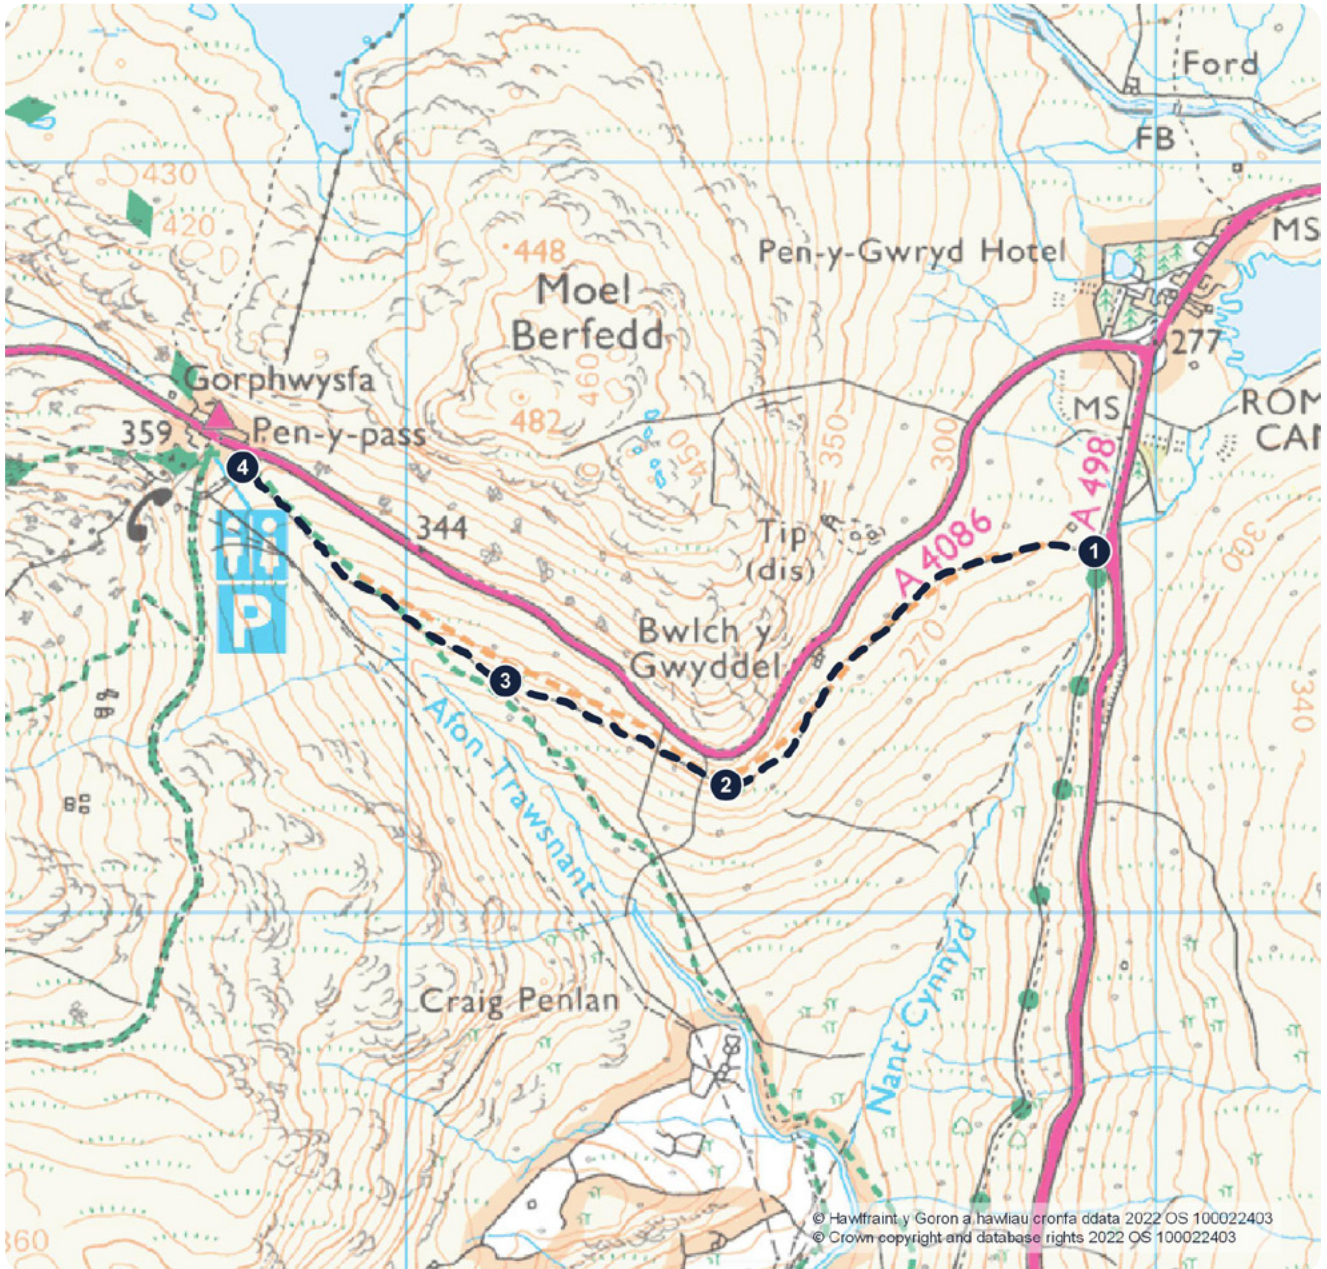 Ford
FB
430
420
MS
448
Pen-y-Gwryd Hotel
Moel
Berfedd
277
460
Gorphwysfa
482
MS
ROM
CAN
359
Pen-y-pass
450
350
300
A 498
4
344
Tip
(dis)
A 4086
1
300
P
Bwlch y
Gwyddel
270
3
340
Afon Trawsnant
2
Craig Penlan
Nant Cynnyd
360
© Hawlfraint y Goron a hawliau cronfa ddata 2022 OS 100022403
© Crown copyright and database rights 2022 OS 100022403